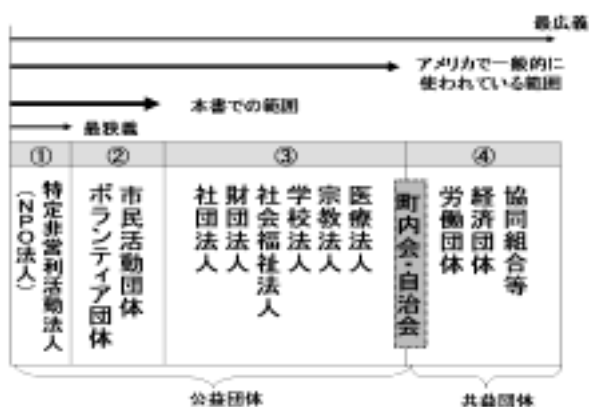 最広義
アメリカで一般的に
使われている範囲
本書での範囲
最狭義
①
②
③
④
特定非営利活動法人
(NPO法人)
市民活動団体
ボランティア団体
社団法人
財団法人
社会福祉法人
学校法人
宗教法人
医療法人
町内会・自治会
労働団体
経済団体
協同組合等
公益団体
共益団体